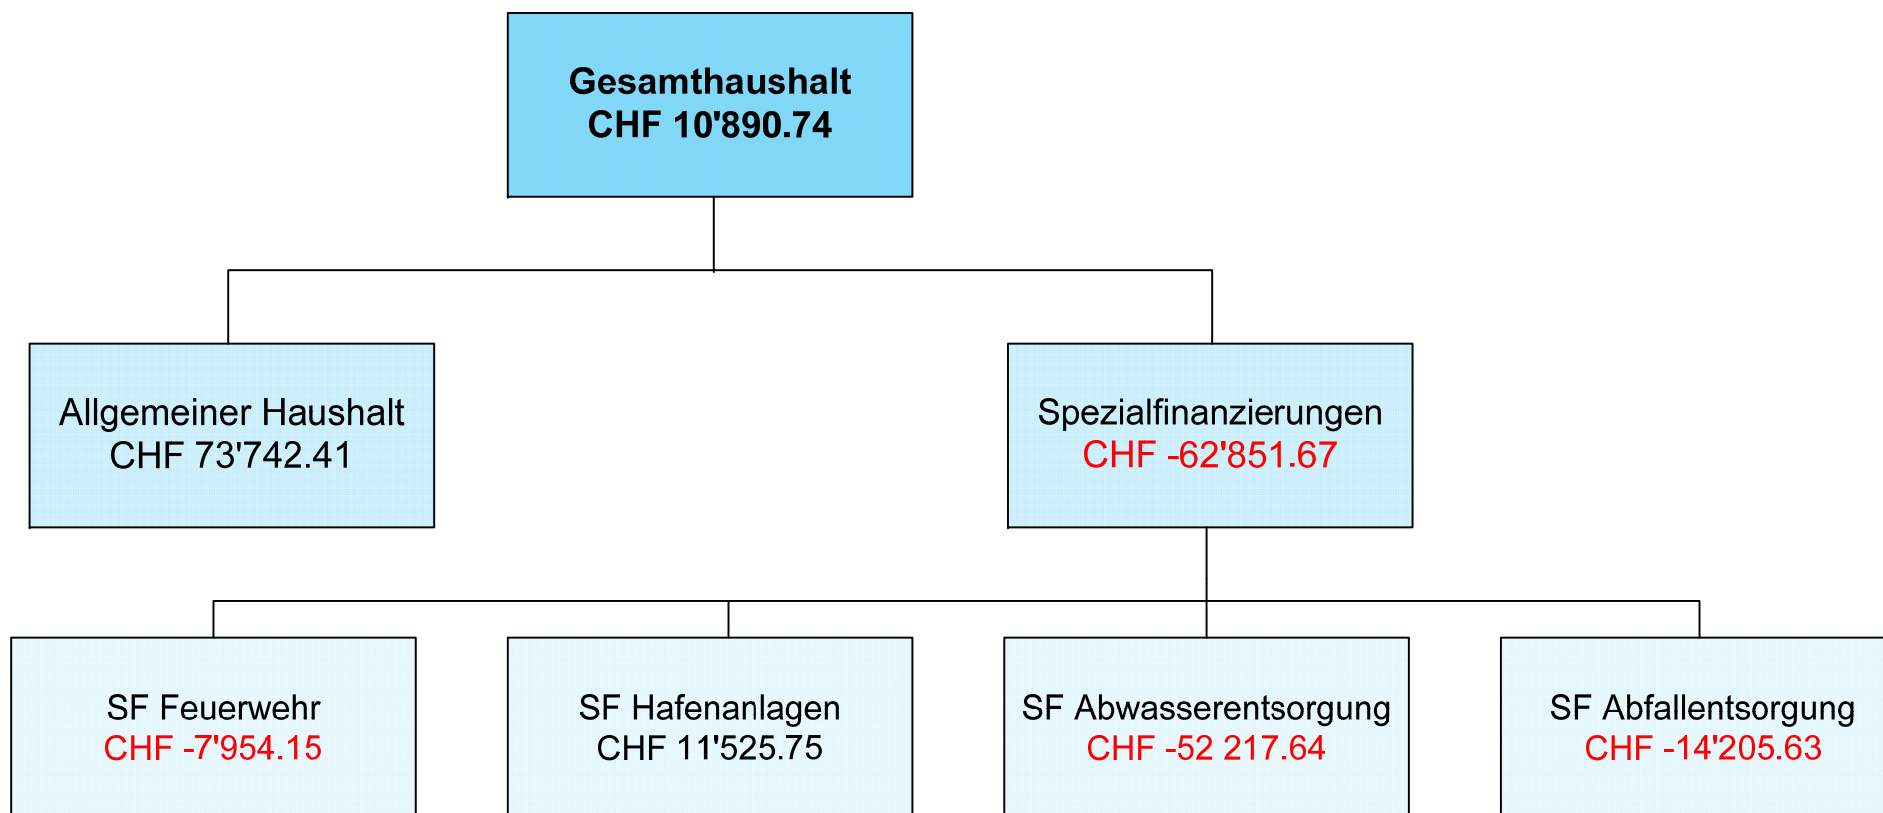 Gesamthaushalt
CHF 10'890.74
Allgemeiner Haushalt
CHF 73'742.41
Spezialfinanzierungen
CHF -62'851.67
SF Feuerwehr
CHF -7'954.15
SF Hafenanlagen
CHF 11'525.75
SF Abwasserentsorgung
CHF -52 217.64
SF Abfallentsorgung
CHF -14'205.63